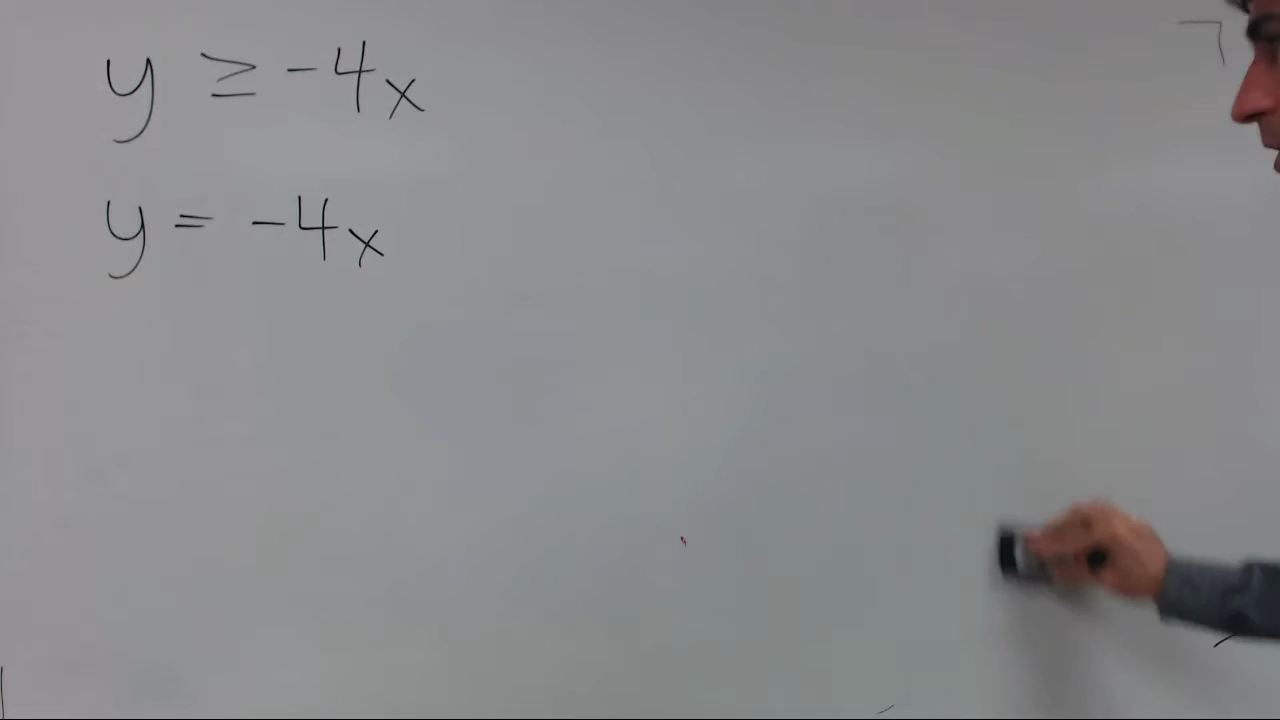 y ≥ -4x
y = -4x